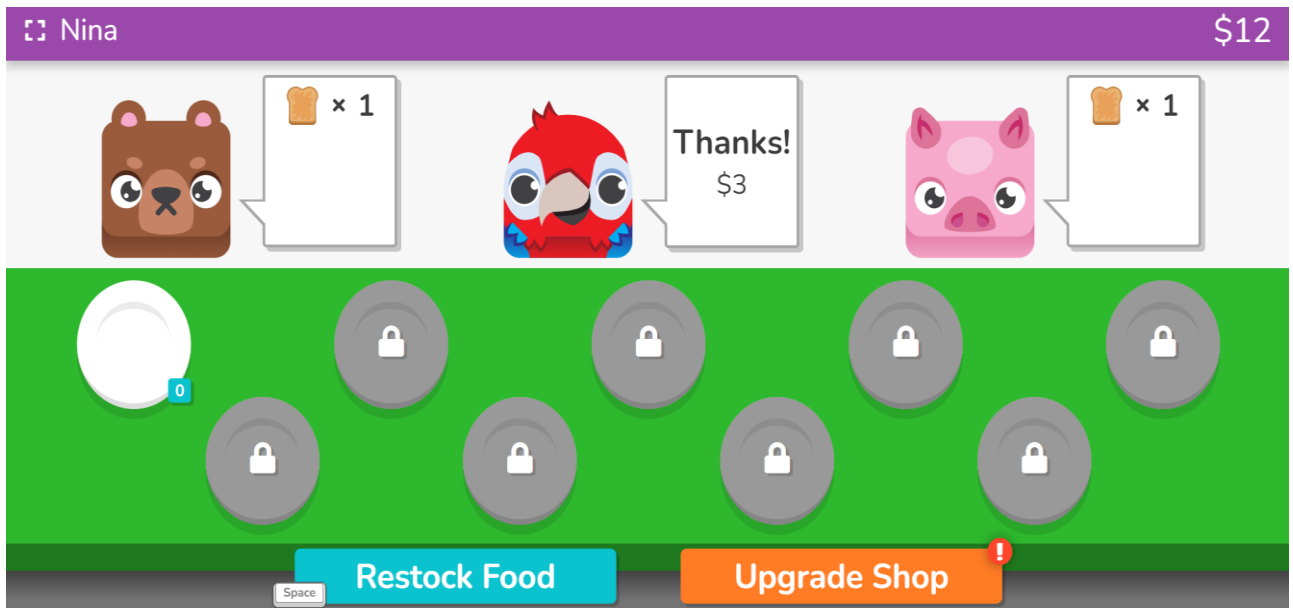 Nina
$12
× 1
Thanks!
$3
× 1
0
Restock Food
Space
Upgrade Shop
!